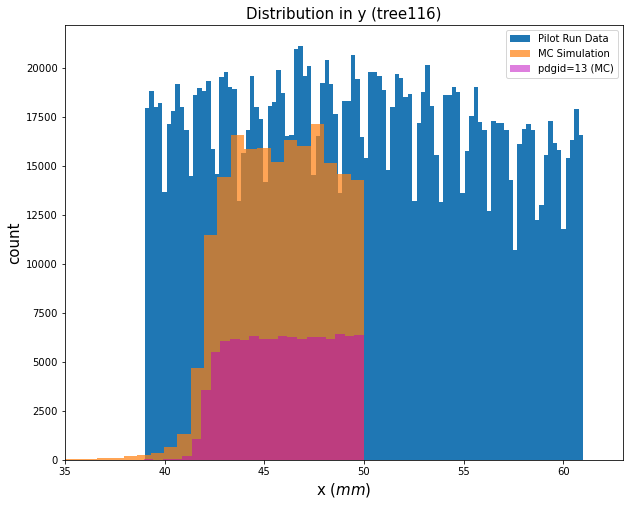 Distribution in y (tree116)
Pilot Run Data
MC Simulation
pdgid=13 (MC)
count
20000
17500
15000
12500
10000
7500
5000
2500
0
35 40 45 50 55 60
x (mm)